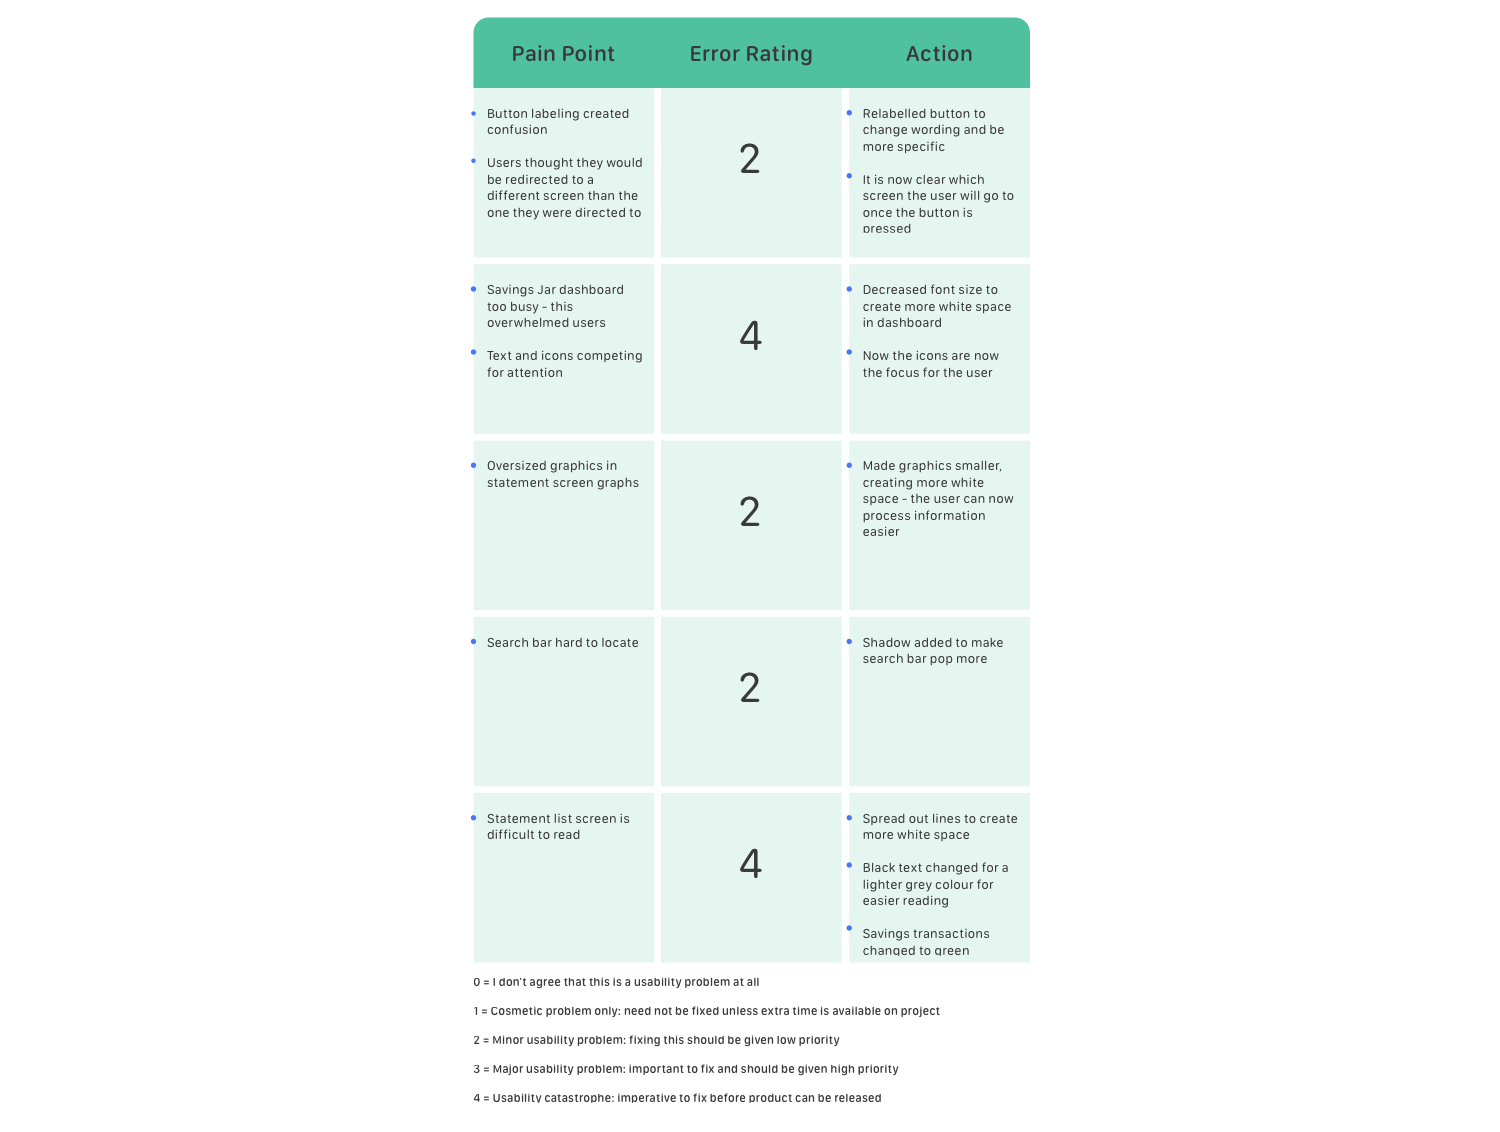 Pain Point Error Rating Action
Button labeling created
confusion
Users thought they would
be redirected to a
different screen than the
one they were directed to
2
Relabelled button to
change wording and be
more specific
It is now clear which
screen the user will go to
once the button is
pressed
Savings Jar dashboard
too busy - this
overwhelmed users
Text and icons competing
for attention
4
Decreased font size to
create more white space
in dashboard
Now the icons are now
the focus for the user
Oversized graphics in
statement screen graphs
2
Made graphics smaller,
creating more white
space - the user can now
process information
easier
Search bar hard to locate
2
Shadow added to make
search bar pop more
Statement list screen is
difficult to read
4
Spread out lines to create
more white space
Black text changed for a
lighter grey colour for
easier reading
Savings transactions
changed to green
0 = I don't agree that this is a usability problem at all
1 = Cosmetic problem only: need not be fixed unless extra time is available on project
2 = Minor usability problem: fixing this should be given low priority
3 = Major usability problem: important to fix and should be given high priority
4 = Usability catastrophe: imperative to fix before product can be released